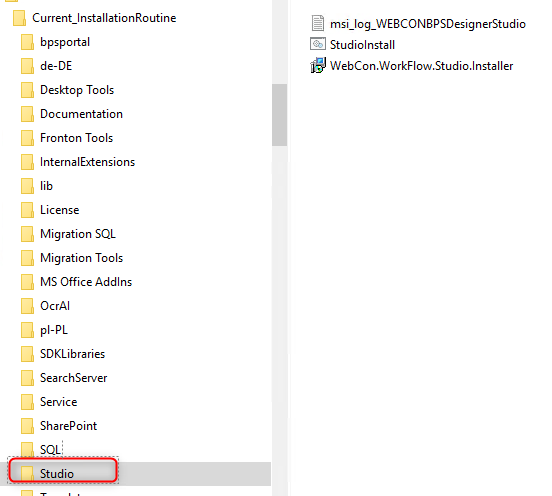 Current_InstallationRoutine
bpsportal
de-DE
Desktop Tools
Documentation
Fronton Tools
InternalExtensions
lib
License
Migration SQL
Migration Tools
MS Office AddIns
OcrAI
pl-PL
SDKLibraries
SearchServer
Service
SharePoint
SQL
Studio
msi_log_WEBCONBPSDesignerStudio
StudioInstall
WebCon.WorkFlow.Studio.Installer